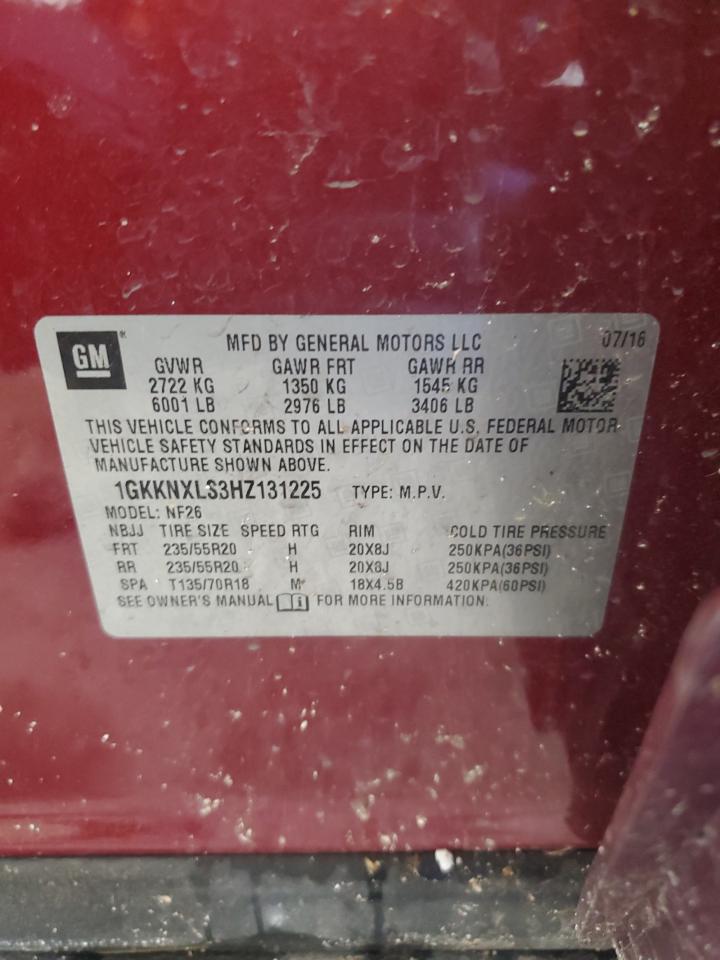 GM MFD BY GENERAL MOTORS LLC 07/16
GVWR GAWR FRT GAWR RR
2722 KG 1350 KG 1545 KG
6001 LB 2976 LB 3406 LB
THIS VEHICLE CONFORMS TO ALL APPLICABLE U.S. FEDERAL MOTOR
VEHICLE SAFETY STANDARDS IN EFFECT ON THE DATE OF
MANUFACTURE SHOWN ABOVE.
1GKKNXLS3HZ131225 TYPE: M.P.V.
MODEL: NF26
NBJJ TIRE SIZE SPEED RTG RIM COLD TIRE PRESSURE
FRT 235/55R20 H 20X8J 250KPA(36PSI)
RR 235/55R20 H 20X8J 250KPA(36PSI)
SPA T135/70R18 M 18X4.5B 420KPA(60PSI)
SEE OWNER'S MANUAL FOR MORE INFORMATION.